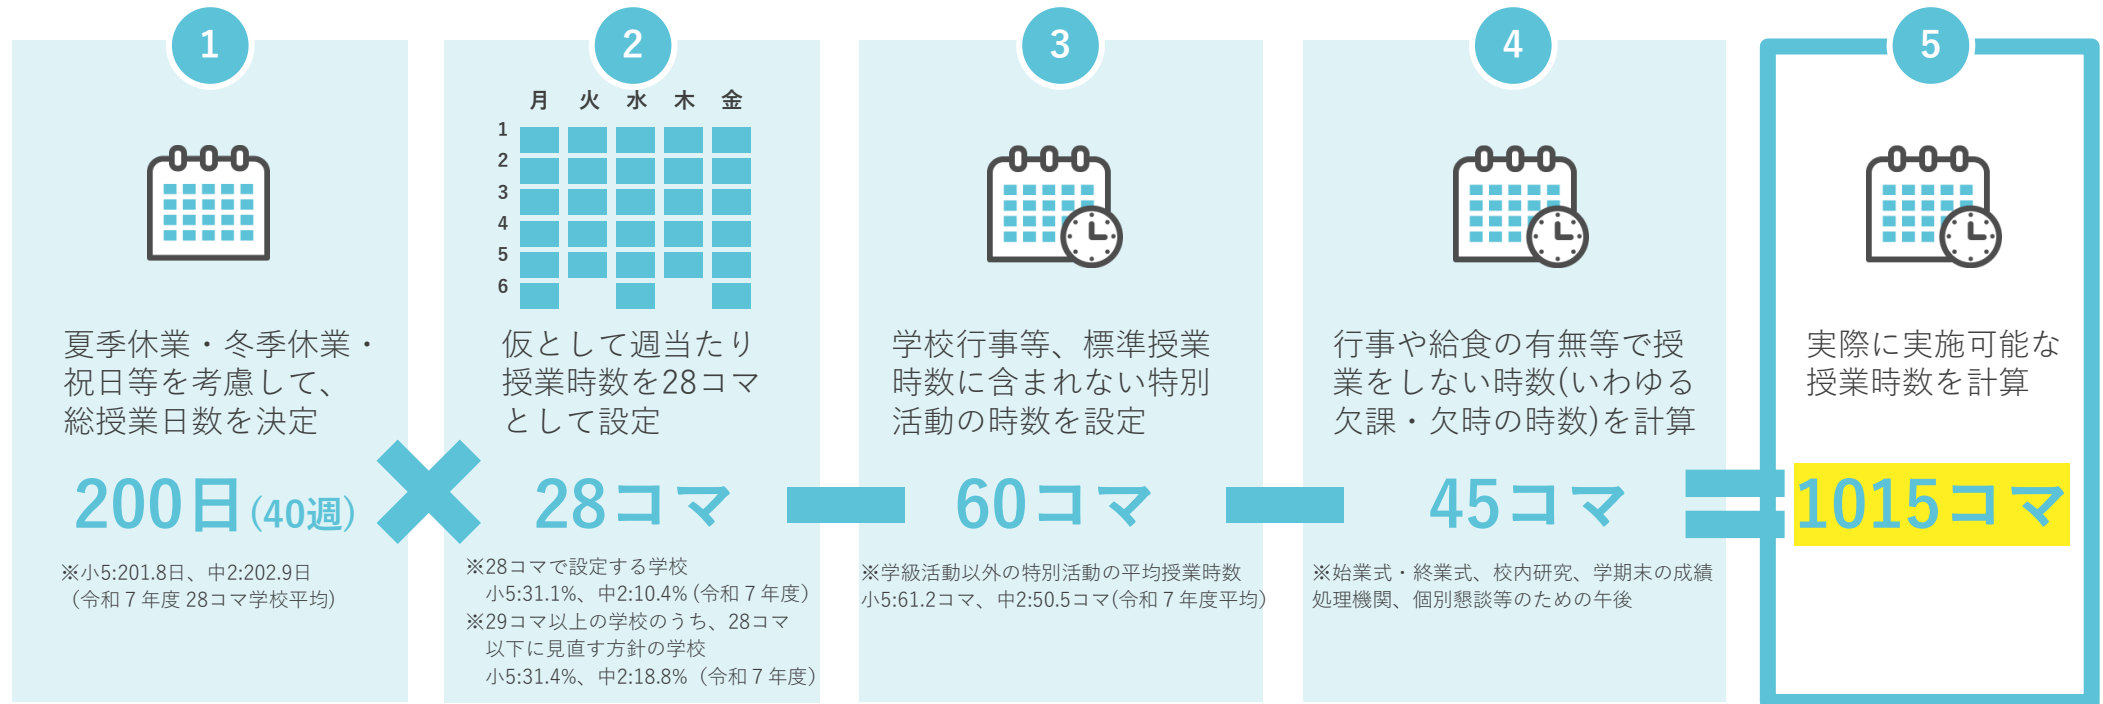 1
夏季休業・冬季休業・
祝日等を考慮して、
総授業日数を決定
200日(40週)
※小5:201.8日、中2:202.9日
（令和７年度 28コマ学校平均)
2
月 火 水 木 金
1
2
3
4
5
6
仮として週当たり
授業時数を28コマ
として設定
28コマ
※28コマで設定する学校
小5:31.1%、中2:10.4% (令和７年度）
※29コマ以上の学校のうち、28コマ
以下に見直す方針の学校
小5:31.4%、中2:18.8%（令和７年度）
3
学校行事等、標準授業
時数に含まれない特別
活動の時数を設定
60コマ
※学級活動以外の特別活動の平均授業時数
小5:61.2コマ、中2:50.5コマ(令和７年度平均)
4
行事や給食の有無等で授
業をしない時数(いわゆる
欠課・欠時の時数)を計算
45コマ
※始業式・終業式、校内研究、学期末の成績
処理機関、個別懇談等のための午後
5
実際に実施可能な
授業時数を計算
1015コマ